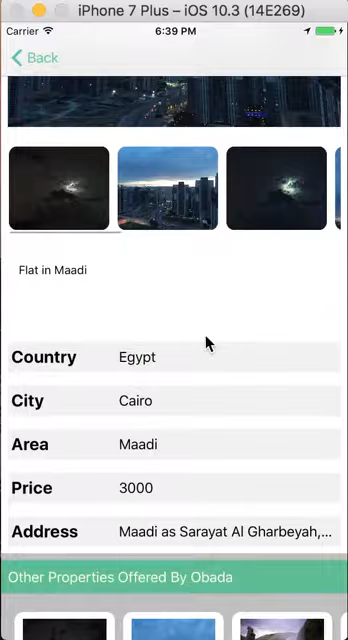 iPhone 7 Plus – iOS 10.3 (14E269)
Carrier 6:39 PM
Back
Flat in Maadi
Country Egypt
City Cairo
Area Maadi
Price 3000
Address Maadi as Sarayat Al Gharbeyah,...
Other Properties Offered By Obada